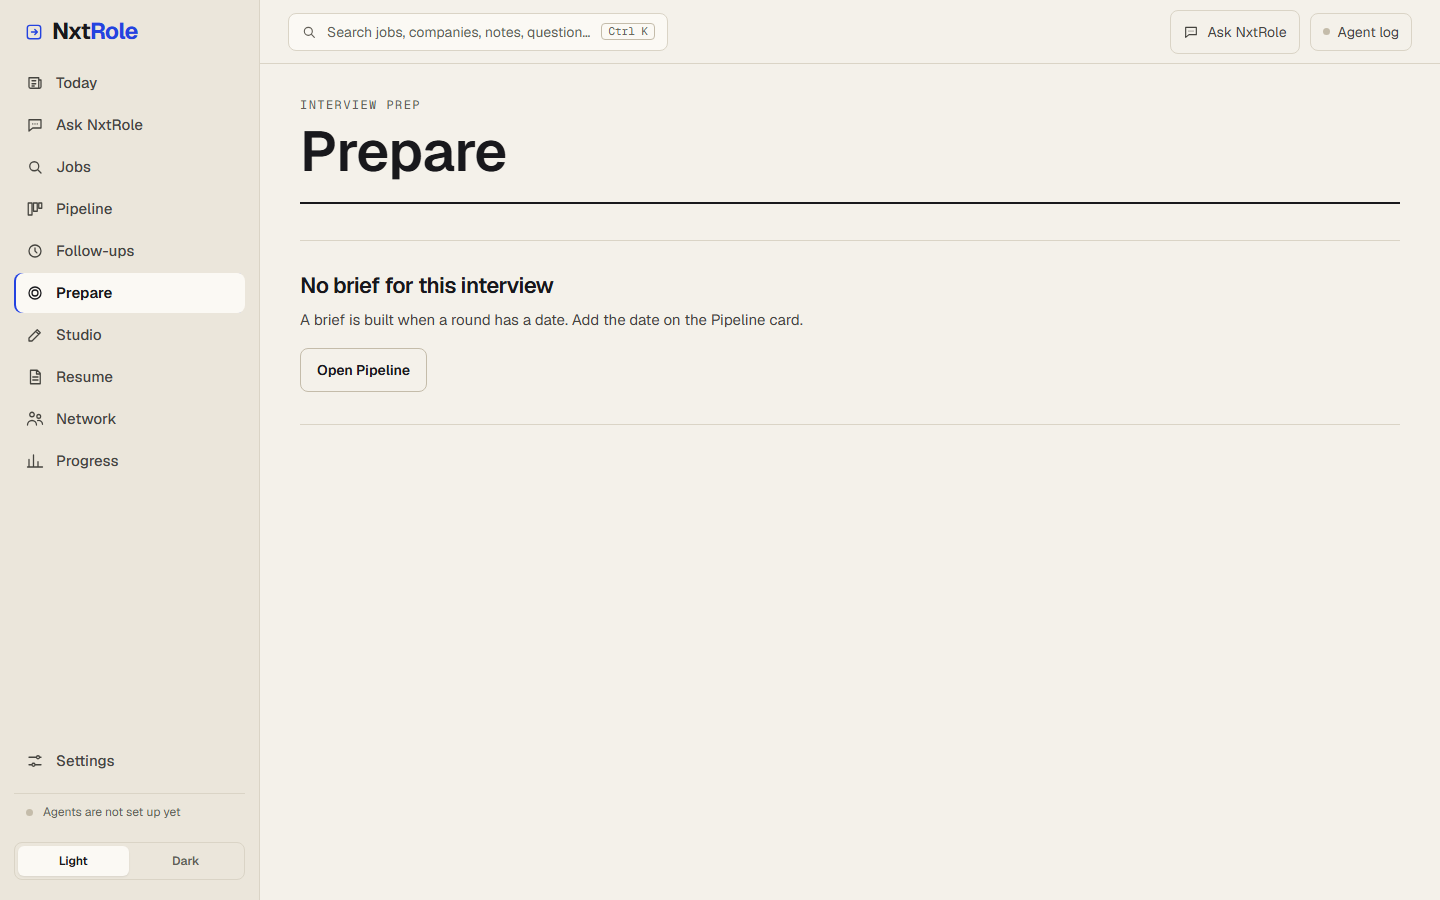 NxtRole
Search jobs, companies, notes, question...
Ctrl K
Ask NxtRole
Agent log
Today
Ask NxtRole
Jobs
Pipeline
Follow-ups
Prepare
Studio
Resume
Network
Progress
Settings
Agents are not set up yet
Light
Dark
INTERVIEW PREP
Prepare
No brief for this interview
A brief is built when a round has a date. Add the date on the Pipeline card.
Open Pipeline